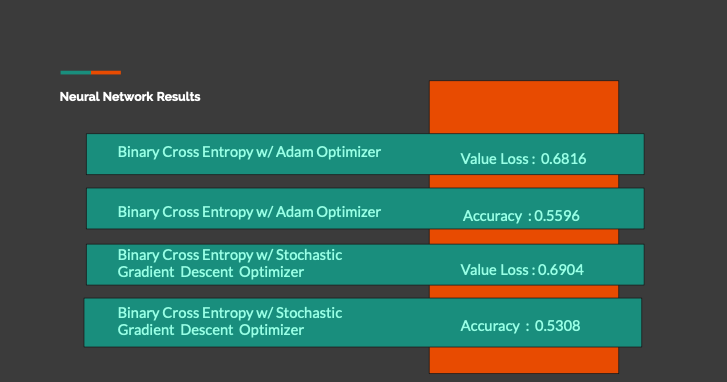 Neural Network Results
Binary Cross Entropy w/ Adam Optimizer
Value Loss : 0.6816
Binary Cross Entropy w/ Adam Optimizer
Accuracy : 0.5596
Binary Cross Entropy w/ Stochastic
Gradient Descent Optimizer
Value Loss : 0.6904
Binary Cross Entropy w/ Stochastic
Gradient Descent Optimizer
Accuracy : 0.5308